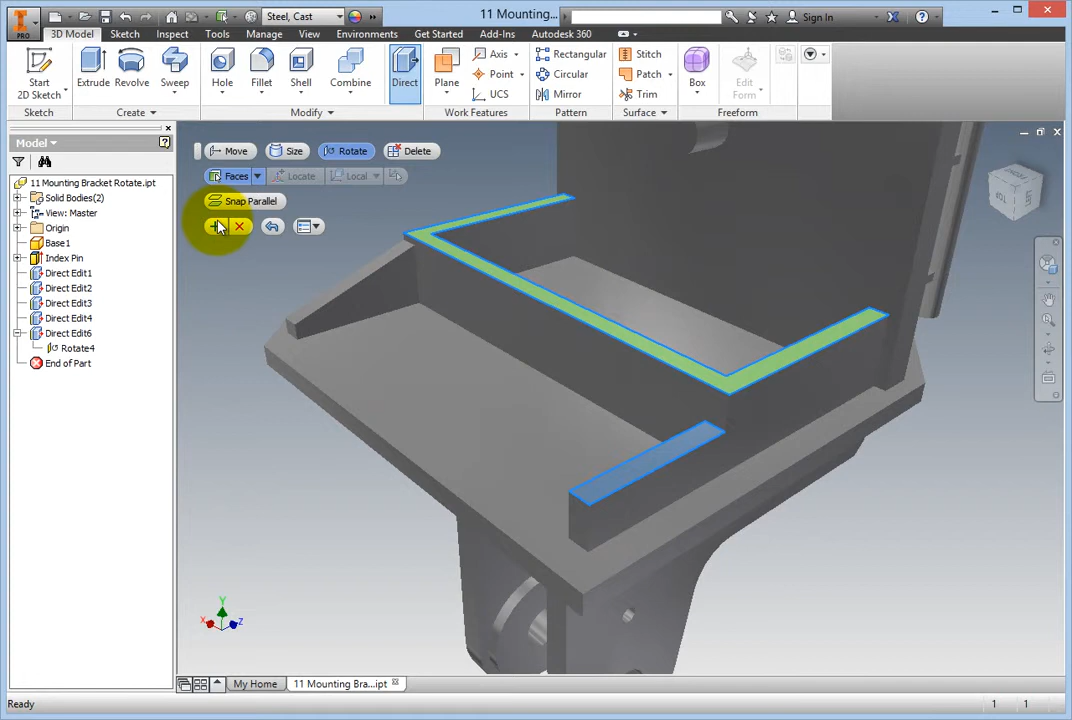 11 Mounting... Sign In
Steel, Cast
PRO
3D Model Sketch Inspect Tools Manage View Environments Get Started Add-Ins Autodesk 360
Start
2D Sketch
Extrude Revolve Sweep
Hole Fillet Shell Combine Direct
Plane
Axis
Point
UCS
Rectangular
Circular
Mirror
Stitch
Patch
Trim
Box
Edit
Form
Sketch Create Modify Work Features Pattern Surface Freeform
Model
11 Mounting Bracket Rotate.ipt
Solid Bodies(2)
View: Master
Origin
Base1
Index Pin
Direct Edit1
Direct Edit2
Direct Edit3
Direct Edit4
Direct Edit6
Rotate4
End of Part
Move Size Rotate Delete
Faces Locate Local
Snap Parallel
TOP
Y
X
Z
My Home 11 Mounting Bra...ipt
Ready 1 1